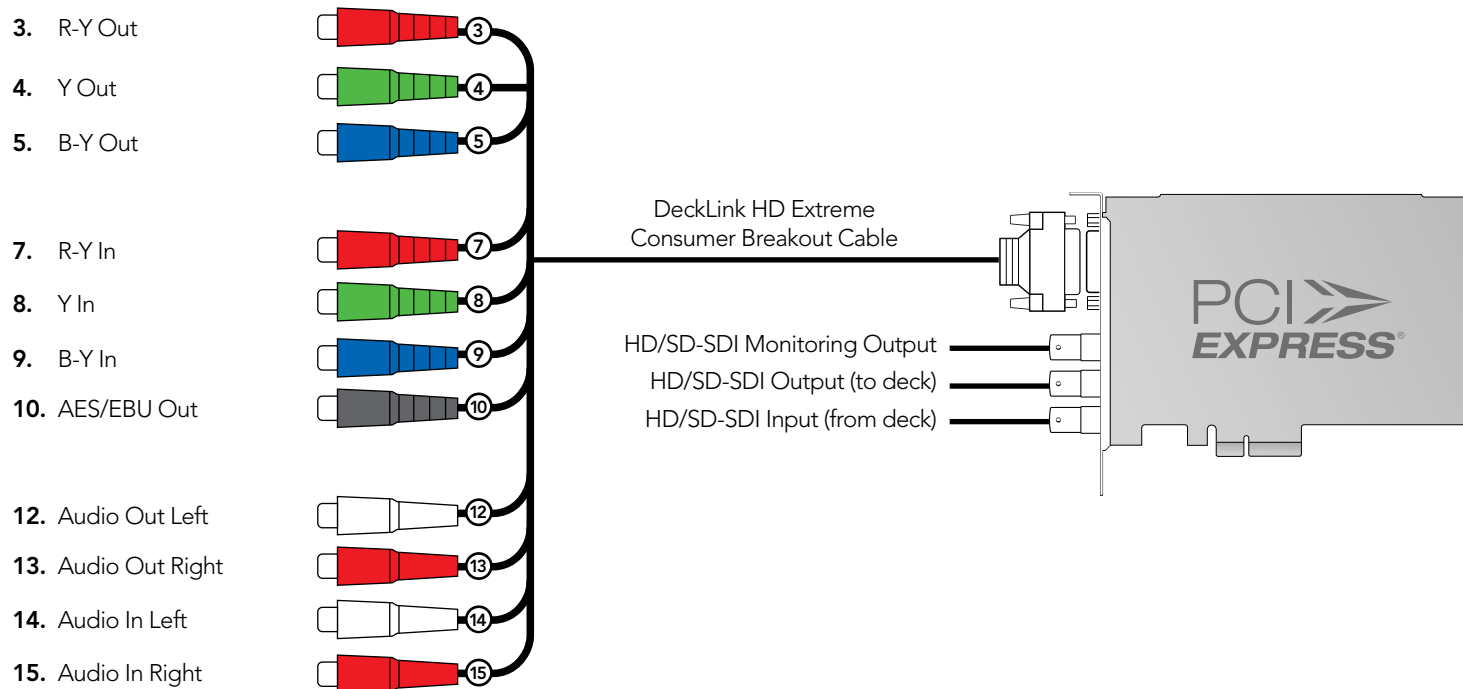 3. R-Y Out
3
4. Y Out
4
5. B-Y Out
5
7. R-Y In
7
8. Y In
8
9. B-Y In
9
10. AES/EBU Out
10
12. Audio Out Left
12
13. Audio Out Right
13
14. Audio In Left
14
15. Audio In Right
15
DeckLink HD Extreme
Consumer Breakout Cable
HD/SD-SDI Monitoring Output
HD/SD-SDI Output (to deck)
HD/SD-SDI Input (from deck)
PCI
EXPRESS®